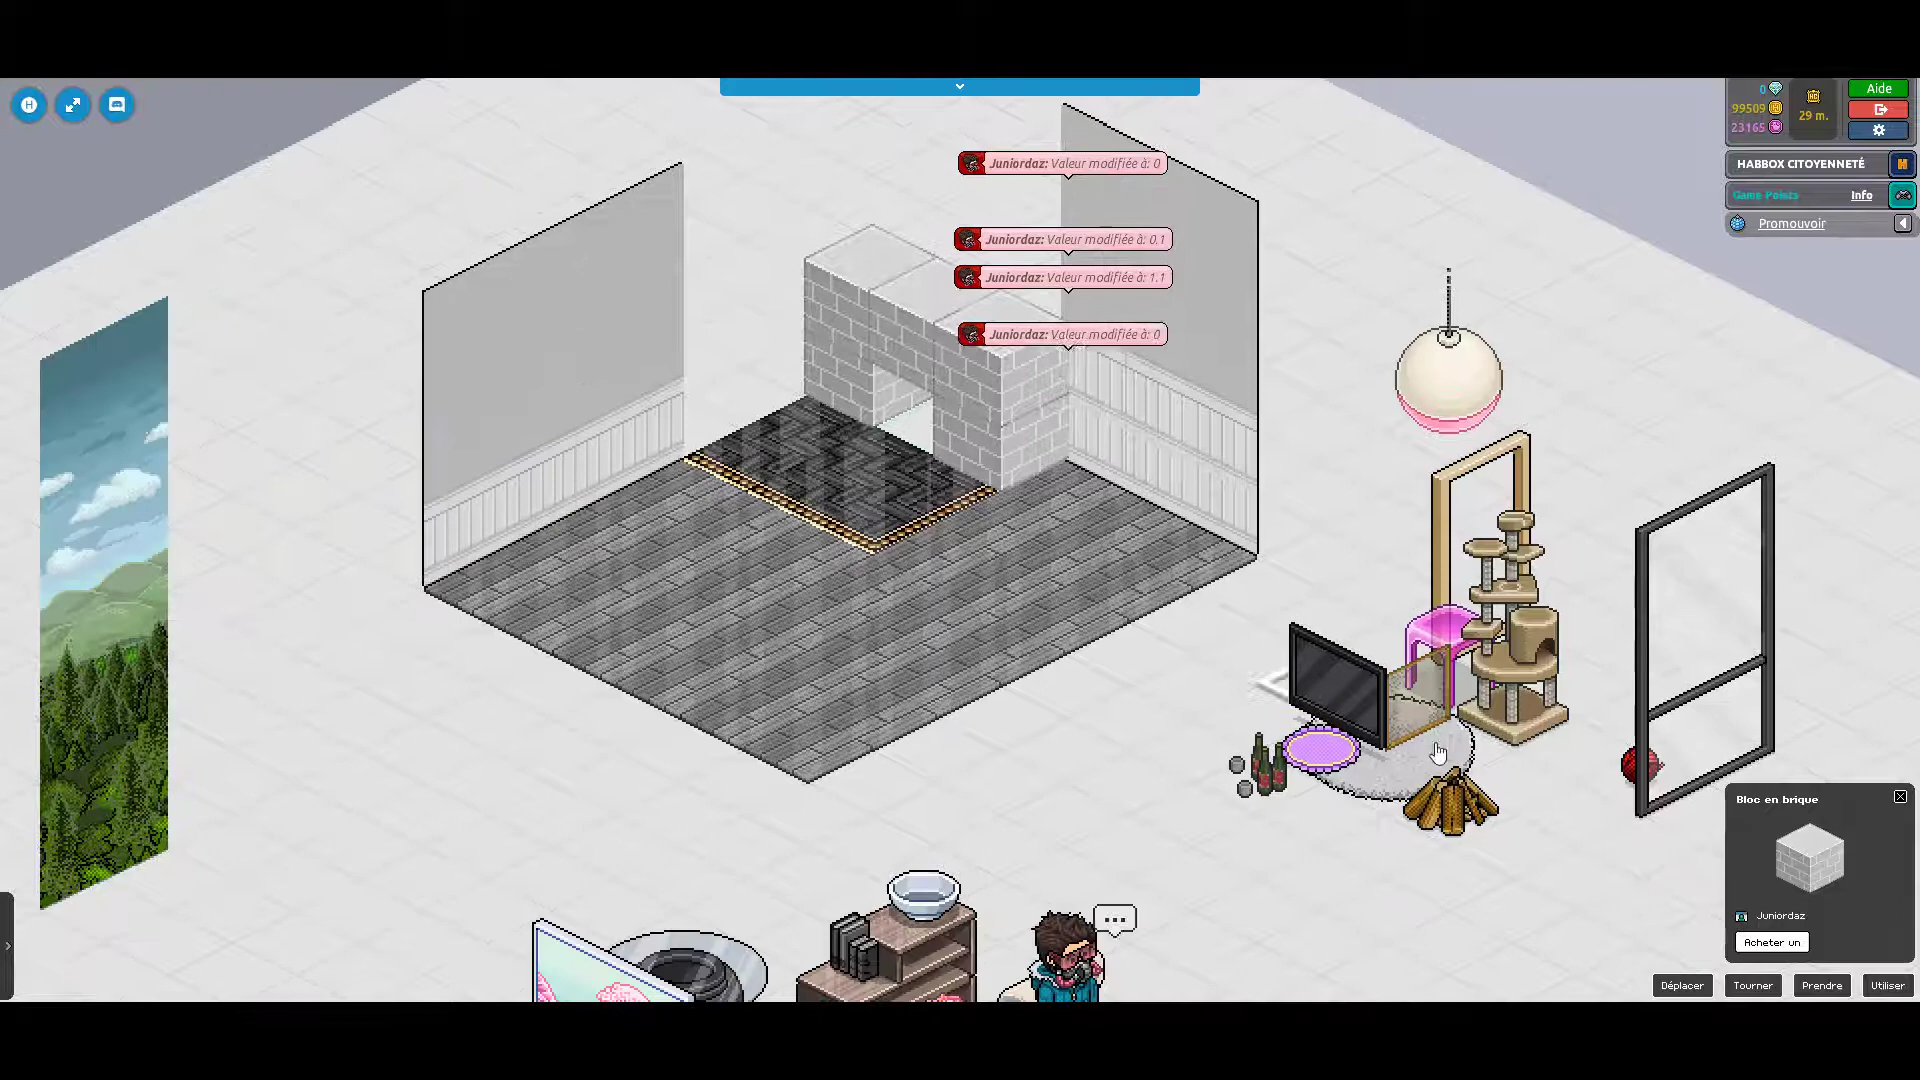 0
Aide
99509
29 m.
23165
HABBOX CITOYENNETÉ
Game Points
Info
Promouvoir
Juniordaz: Valeur modifiée à: 0
Juniordaz: Valeur modifiée à: 0.1
Juniordaz: Valeur modifiée à: 1.1
Juniordaz: Valeur modifiée à: 0
Bloc en brique
Juniordaz
Acheter un
Déplacer
Tourner
Prendre
Utiliser
...